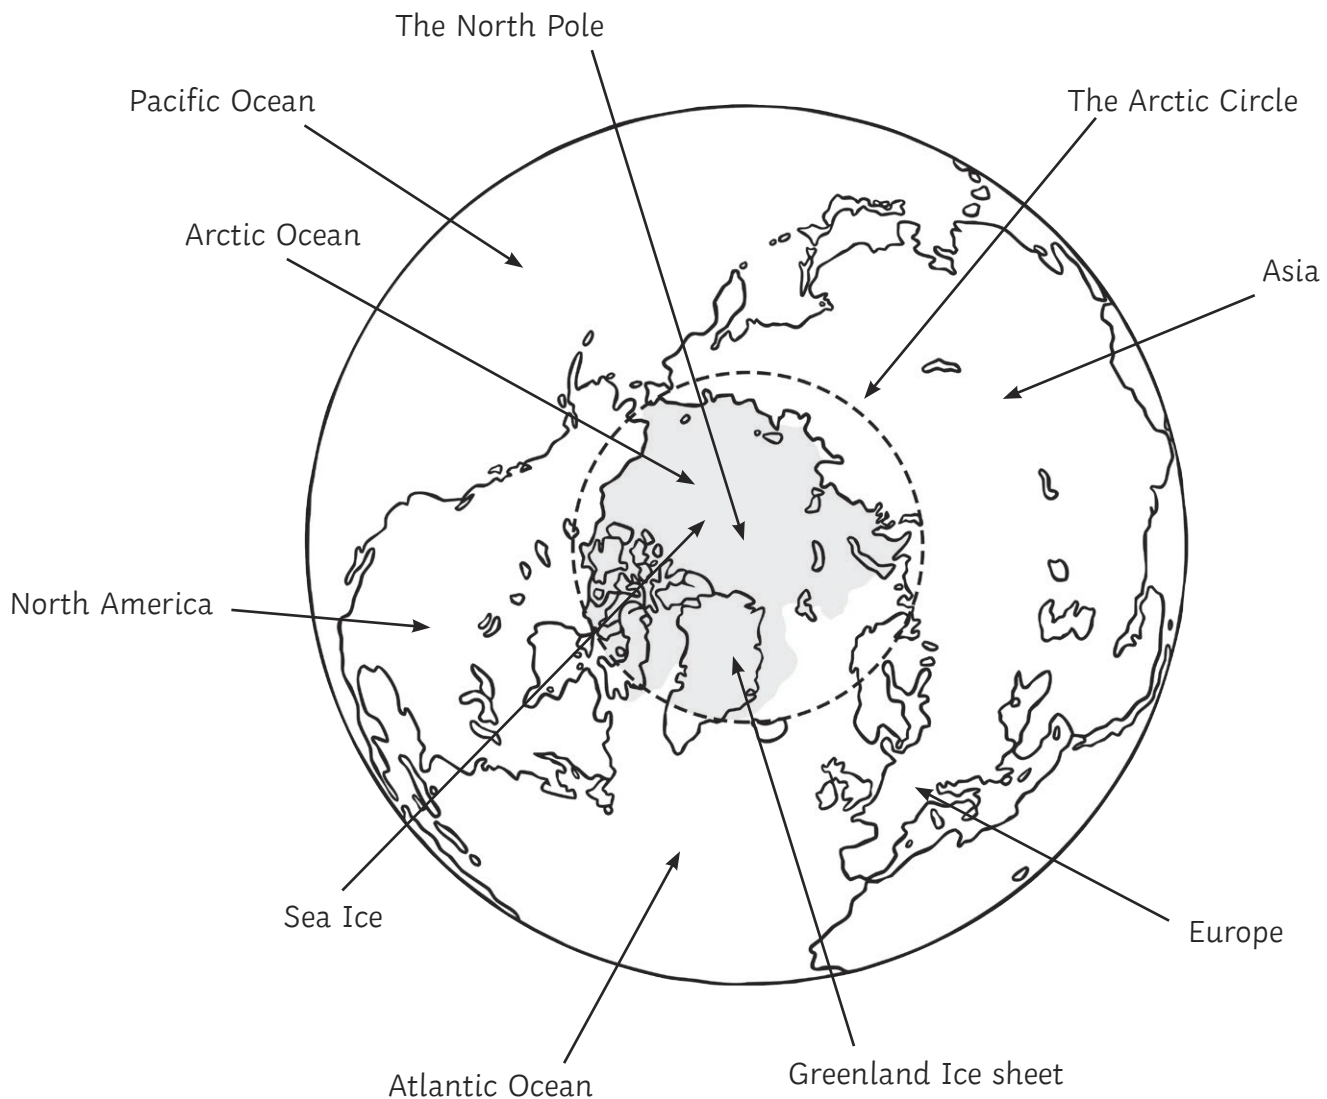 The North Pole
Pacific Ocean
The Arctic Circle
Arctic Ocean
Asia
North America
Sea Ice
Europe
Greenland Ice sheet
Atlantic Ocean